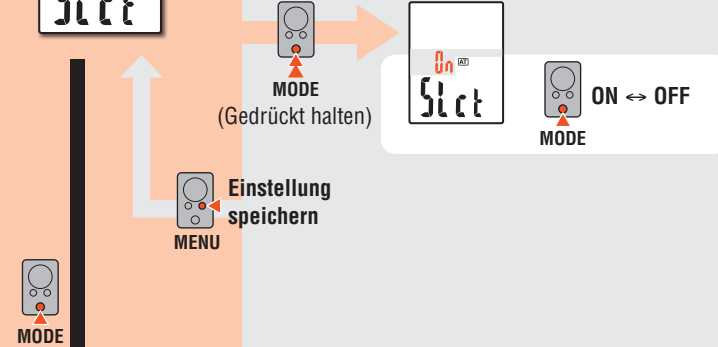 SLCt
MODE
(Gedrückt halten)
On AT
SLCt
ON ↔ OFF
MODE
Einstellung
speichern
MENU
MODE